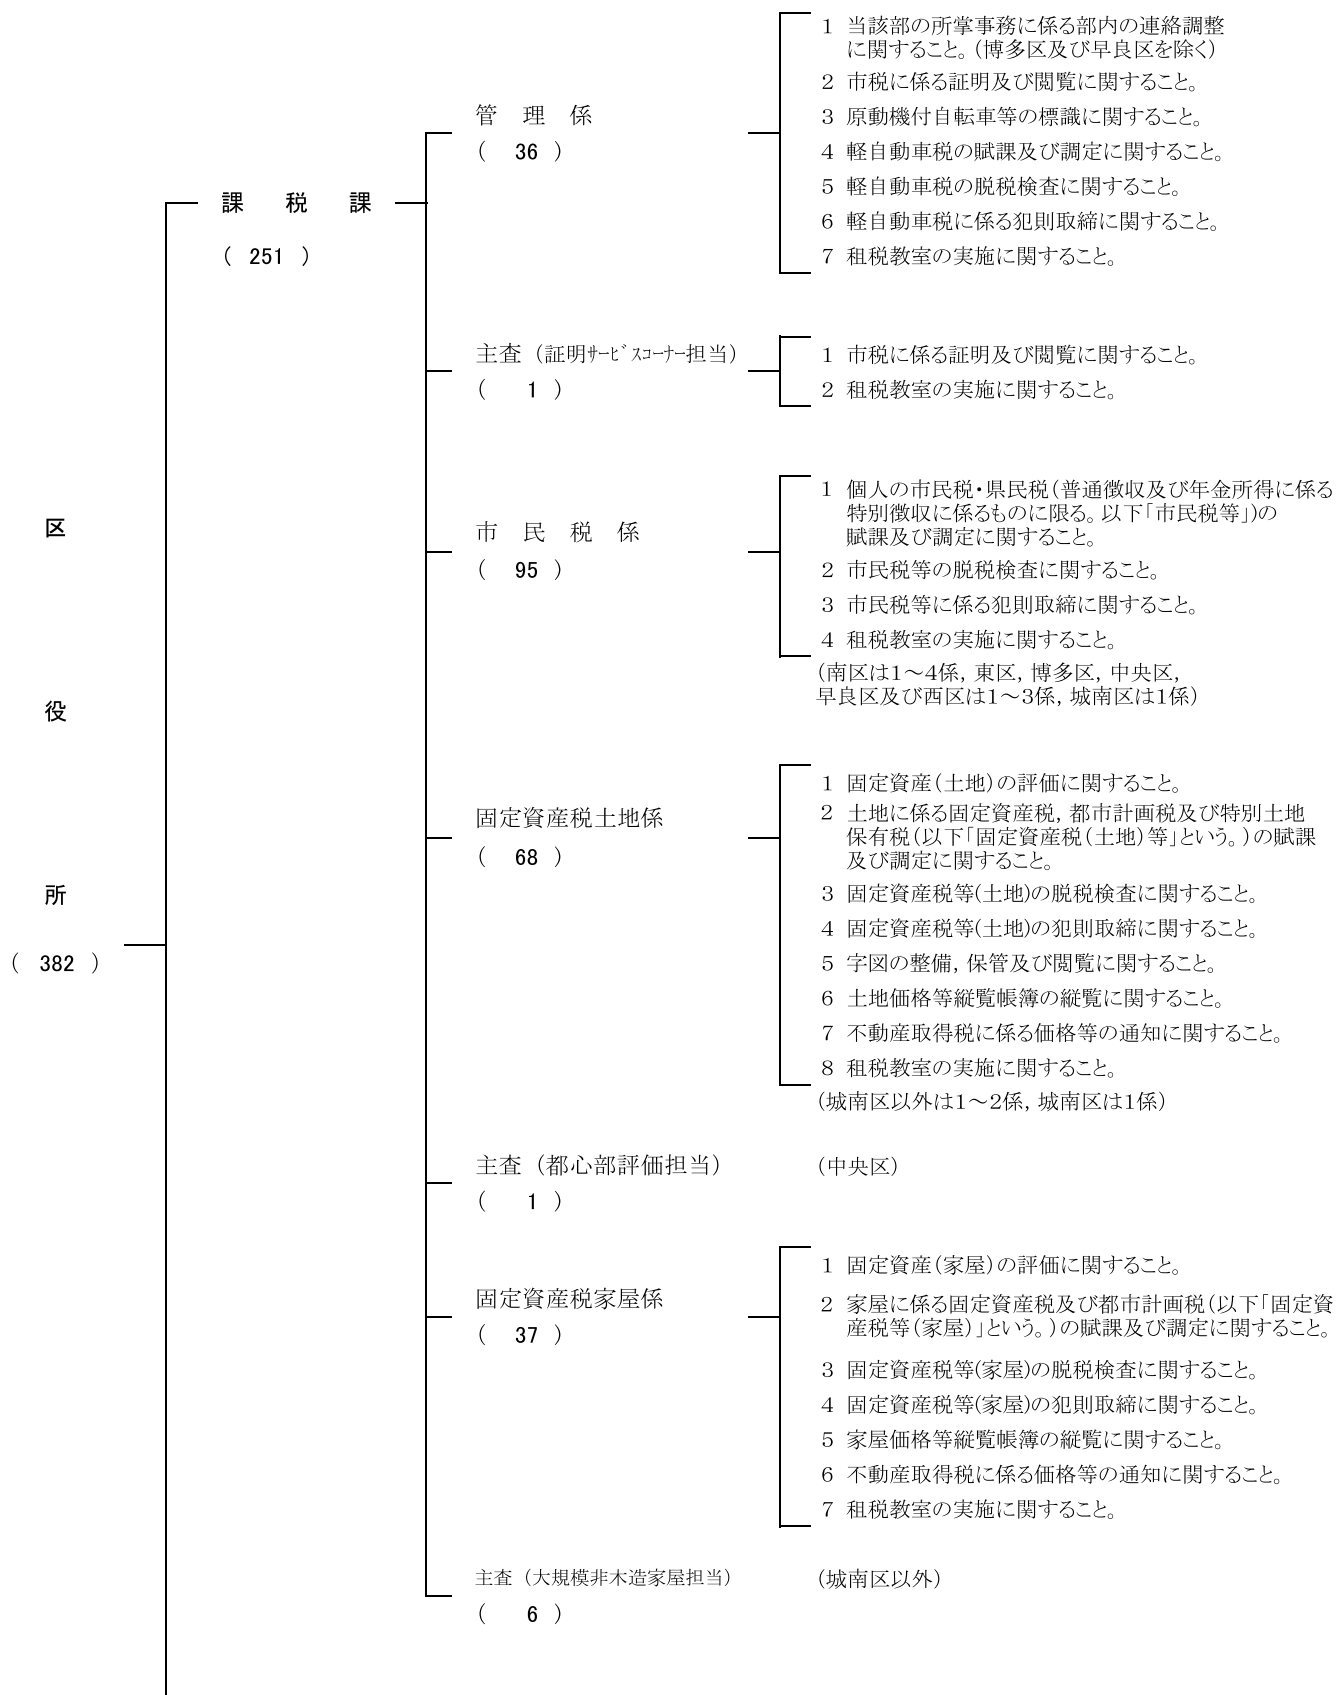 区
役
所
（ 382 ）
課　税　課
（ 251 ）
管　理　係
（ 36 ）
1 当該部の所掌事務に係る部内の連絡調整
に関すること。（博多区及び早良区を除く）
2 市税に係る証明及び閲覧に関すること。
3 原動機付自転車等の標識に関すること。
4 軽自動車税の賦課及び調定に関すること。
5 軽自動車税の脱税検査に関すること。
6 軽自動車税に係る犯則取締に関すること。
7 租税教室の実施に関すること。
主査（証明ｻｰﾋﾞｽｺｰﾅｰ担当）
（ 1 ）
1 市税に係る証明及び閲覧に関すること。
2 租税教室の実施に関すること。
市　民　税　係
（ 95 ）
1 個人の市民税・県民税（普通徴収及び年金所得に係る
特別徴収に係るものに限る。以下「市民税等」)の
賦課及び調定に関すること。
2 市民税等の脱税検査に関すること。
3 市民税等に係る犯則取締に関すること。
4 租税教室の実施に関すること。
（南区は1～4係，東区，博多区，中央区，
早良区及び西区は1～3係，城南区は1係）
固定資産税土地係
（ 68 ）
1 固定資産（土地）の評価に関すること。
2 土地に係る固定資産税，都市計画税及び特別土地
保有税（以下「固定資産税（土地）等」という。）の賦課
及び調定に関すること。
3 固定資産税等(土地)の脱税検査に関すること。
4 固定資産税等(土地)の犯則取締に関すること。
5 字図の整備，保管及び閲覧に関すること。
6 土地価格等縦覧帳簿の縦覧に関すること。
7 不動産取得税に係る価格等の通知に関すること。
8 租税教室の実施に関すること。
（城南区以外は1～2係，城南区は1係）
主査（都心部評価担当）
（ 1 ）
（中央区）
固定資産税家屋係
（ 37 ）
1 固定資産（家屋）の評価に関すること。
2 家屋に係る固定資産税及び都市計画税（以下「固定資
産税等（家屋）」という。）の賦課及び調定に関すること。
3 固定資産税等(家屋)の脱税検査に関すること。
4 固定資産税等(家屋)の犯則取締に関すること。
5 家屋価格等縦覧帳簿の縦覧に関すること。
6 不動産取得税に係る価格等の通知に関すること。
7 租税教室の実施に関すること。
主査（大規模非木造家屋担当）
（ 6 ）
（城南区以外）